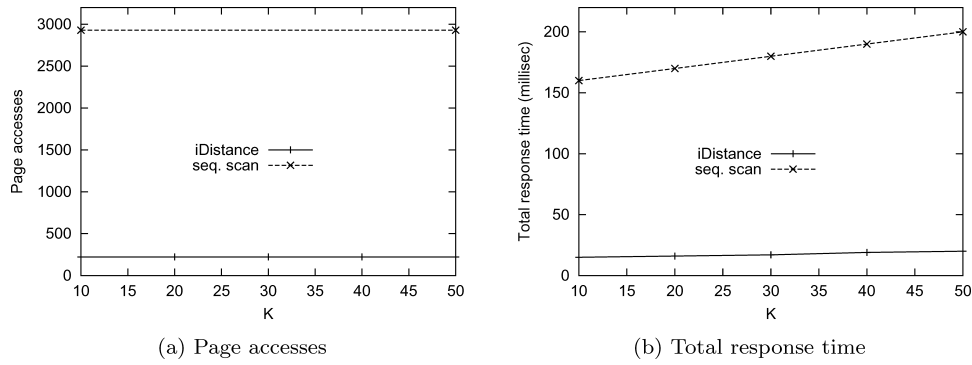 3000
2500
2000
1500
1000
500
0
Page accesses
iDistance
seq. scan
10 15 20 25 30 35 40 45 50
K
(a) Page accesses
200
150
100
50
0
Total response time (millisec)
iDistance
seq. scan
10 15 20 25 30 35 40 45 50
K
(b) Total response time